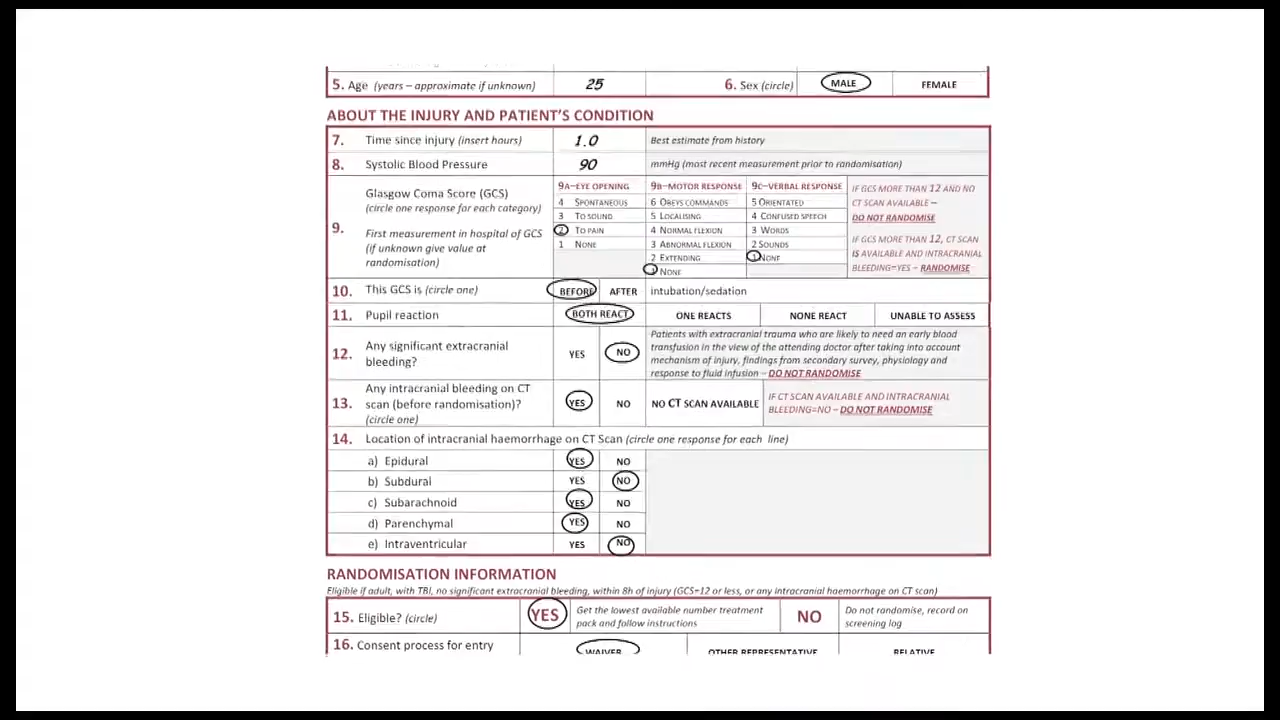 5. Age (years – approximate if unknown) 25 6. Sex (circle) MALE FEMALE
ABOUT THE INJURY AND PATIENT'S CONDITION
7. Time since injury (insert hours) 1.0 Best estimate from history
8. Systolic Blood Pressure 90 mmHg (most recent measurement prior to randomisation)
9. Glasgow Coma Score (GCS)
(circle one response for each category)
First measurement in hospital of GCS
(if unknown give value at
randomisation)
9A–EYE OPENING
4 SPONTANEOUS
3 TO SOUND
2 TO PAIN
1 NONE
9B–MOTOR RESPONSE
6 OBEYS COMMANDS
5 LOCALISING
4 NORMAL FLEXION
3 ABNORMAL FLEXION
2 EXTENDING
1 NONE
9C–VERBAL RESPONSE
5 ORIENTATED
4 CONFUSED SPEECH
3 WORDS
2 SOUNDS
1 NONE
IF GCS MORE THAN 12 AND NO
CT SCAN AVAILABLE –
DO NOT RANDOMISE
IF GCS MORE THAN 12, CT SCAN
IS AVAILABLE AND INTRACRANIAL
BLEEDING=YES – RANDOMISE
10. This GCS is (circle one) BEFORE AFTER intubation/sedation
11. Pupil reaction BOTH REACT ONE REACTS NONE REACT UNABLE TO ASSESS
12. Any significant extracranial
bleeding?
YES NO
Patients with extracranial trauma who are likely to need an early blood
transfusion in the view of the attending doctor after taking into account
mechanism of injury, findings from secondary survey, physiology and
response to fluid infusion – DO NOT RANDOMISE
13. Any intracranial bleeding on CT
scan (before randomisation)?
(circle one)
YES NO NO CT SCAN AVAILABLE
IF CT SCAN AVAILABLE AND INTRACRANIAL
BLEEDING=NO – DO NOT RANDOMISE
14. Location of intracranial haemorrhage on CT Scan (circle one response for each line)
a) Epidural YES NO
b) Subdural YES NO
c) Subarachnoid YES NO
d) Parenchymal YES NO
e) Intraventricular YES NO
RANDOMISATION INFORMATION
Eligible if adult, with TBI, no significant extracranial bleeding, within 8h of injury (GCS=12 or less, or any intracranial haemorrhage on CT scan)
15. Eligible? (circle) YES
Get the lowest available number treatment
pack and follow instructions
NO
Do not randomise, record on
screening log
16. Consent process for entry WAIVER OTHER REPRESENTATIVE RELATIVE